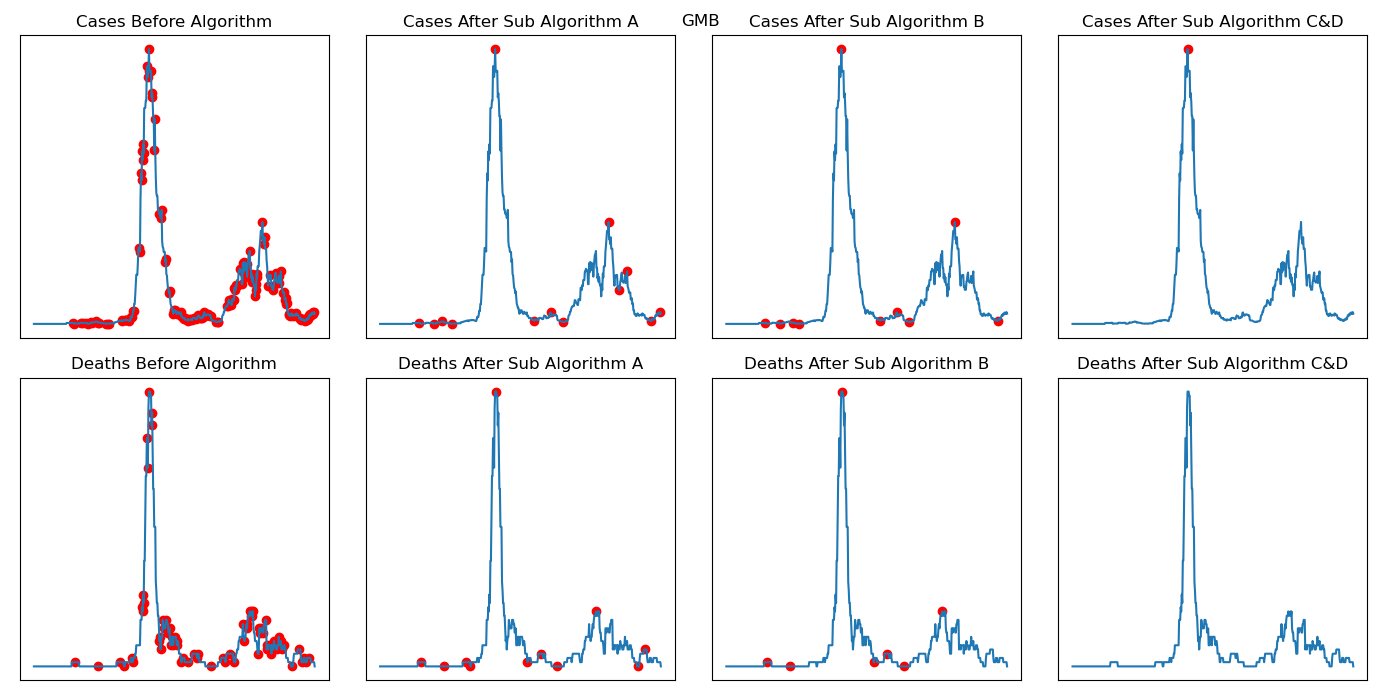 GMB
Cases Before Algorithm
Cases After Sub Algorithm A
Cases After Sub Algorithm B
Cases After Sub Algorithm C&D
Deaths Before Algorithm
Deaths After Sub Algorithm A
Deaths After Sub Algorithm B
Deaths After Sub Algorithm C&D